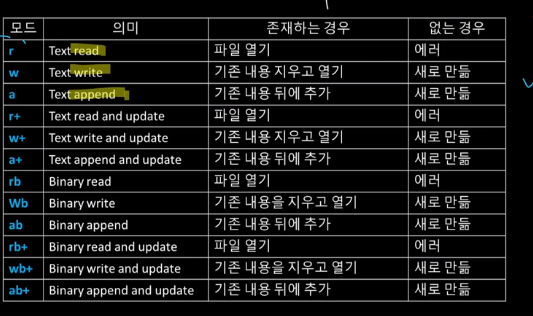 모드 의미 존재하는 경우 없는 경우
r Text read 파일 열기 에러
w Text write 기존 내용 지우고 열기 새로 만듦
a Text append 기존 내용 뒤에 추가 새로 만듦
r+ Text read and update 파일 열기 에러
w+ Text write and update 기존 내용 지우고 열기 새로 만듦
a+ Text append and update 기존 내용 뒤에 추가 새로 만듦
rb Binary read 파일 열기 에러
Wb Binary write 기존 내용을 지우고 열기 새로 만듦
ab Binary append 기존 내용 뒤에 추가 새로 만듦
rb+ Binary read and update 파일 열기 에러
wb+ Binary write and update 기존 내용을 지우고 열기 새로 만듦
ab+ Binary append and update 기존 내용 뒤에 추가 새로 만듦